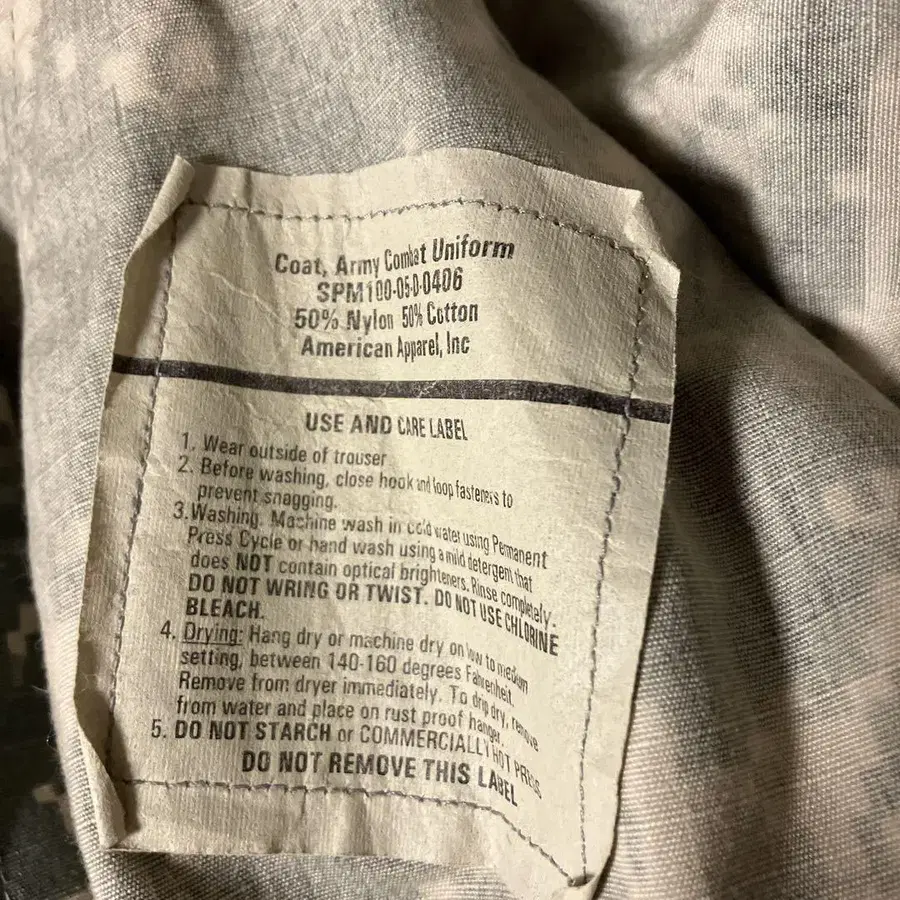 Coat, Army Combat Uniform
SPM100-05-D-0406
50% Nylon 50% Cotton
American Apparel, Inc
USE AND CARE LABEL
1. Wear outside of trouser
2. Before washing, close hook and loop fasteners to
prevent snagging.
3. Washing. Machine wash in cold water using Permanent
Press Cycle or hand wash using a mild detergent that
does NOT contain optical brighteners. Rinse completely.
DO NOT WRING OR TWIST. DO NOT USE CHLORINE
BLEACH.
4. Drying: Hang dry or machine dry on low to medium
setting, between 140-160 degrees Fahrenheit.
Remove from dryer immediately. To drip dry, remove
from water and place on rust proof hanger.
5. DO NOT STARCH or COMMERCIALLY HOT PRESS
DO NOT REMOVE THIS LABEL